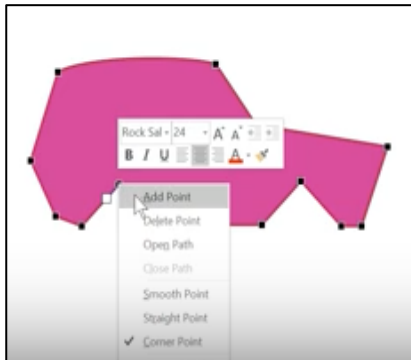 Rock Sal 24 A A
B I U A
Add Point
Delete Point
Open Path
Close Path
Smooth Point
Straight Point
Corner Point